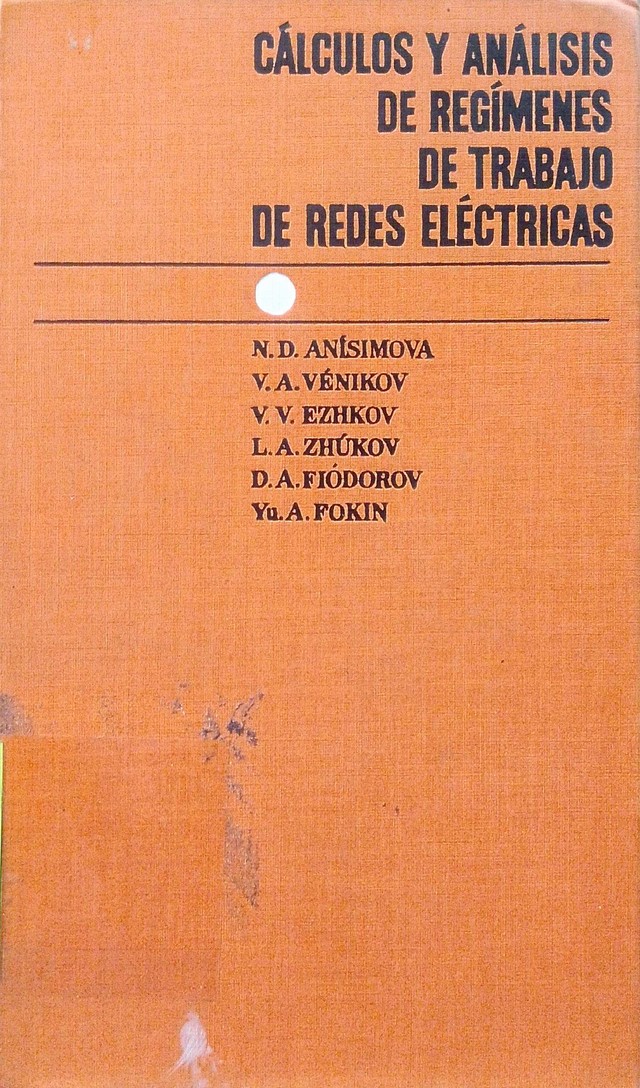 CÁLCULOS Y ANÁLISIS
DE REGÍMENES
DE TRABAJO
DE REDES ELÉCTRICAS
N. D. ANÍSIMOVA
V. A. VÉNIKOV
V. V. EZHKOV
L. A. ZHÚKOV
D. A. FIÓDOROV
Yu. A. FOKIN